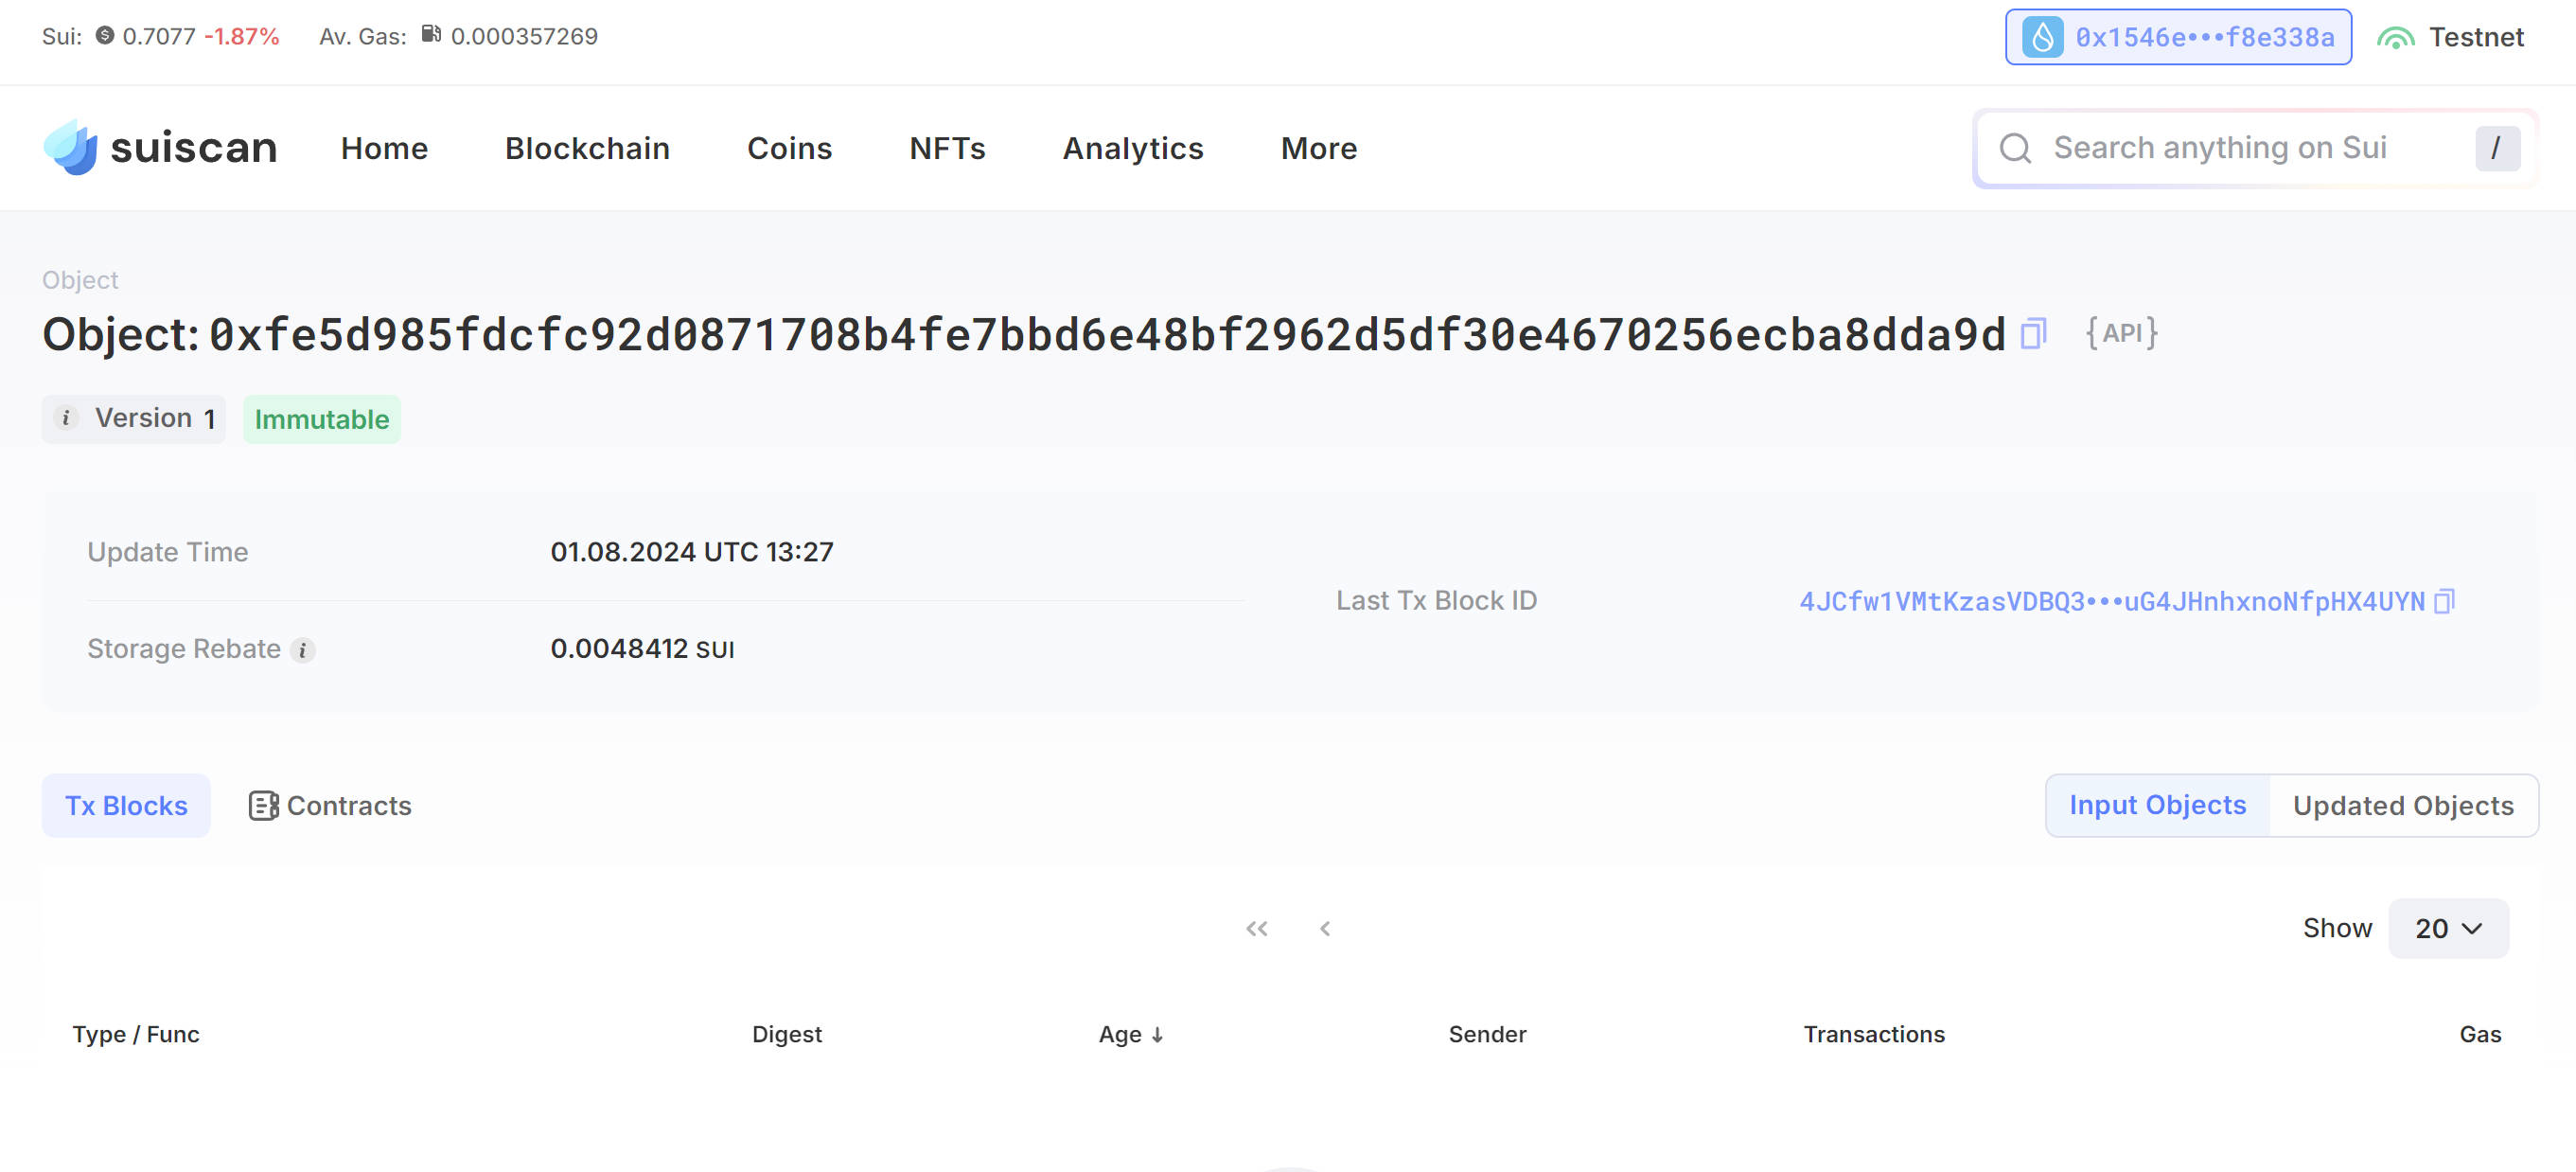 Sui: 0.7077 -1.87% Av. Gas: 0.000357269 0x1546e•••f8e338a Testnet
suiscan Home Blockchain Coins NFTs Analytics More Search anything on Sui /
Object
Object: 0xfe5d985fdcfc92d0871708b4fe7bbd6e48bf2962d5df30e4670256ecba8dda9d {API}
i Version 1 Immutable
Update Time 01.08.2024 UTC 13:27
Last Tx Block ID 4JCfw1VMtKzasVDBQ3•••uG4JHnhxnoNfpHX4UYN
Storage Rebate i 0.0048412 SUI
Tx Blocks Contracts Input Objects Updated Objects
Show 20
Type / Func Digest Age ↓ Sender Transactions Gas